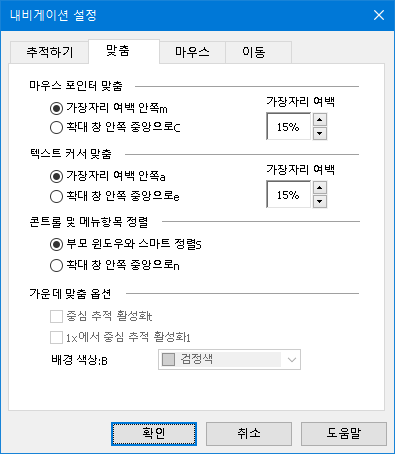 내비게이션 설정
추적하기 맞춤 마우스 이동
마우스 포인터 맞춤
가장자리 여백 안쪽m 가장자리 여백
확대 창 안쪽 중앙으로C 15%
텍스트 커서 맞춤
가장자리 여백 안쪽a 가장자리 여백
확대 창 안쪽 중앙으로e 15%
콘트롤 및 메뉴항목 정렬
부모 윈도우와 스마트 정렬S
확대 창 안쪽 중앙으로n
가운데 맞춤 옵션
중심 추적 활성화t
1x에서 중심 추적 활성화1
배경 색상:B 검정색
확인 취소 도움말